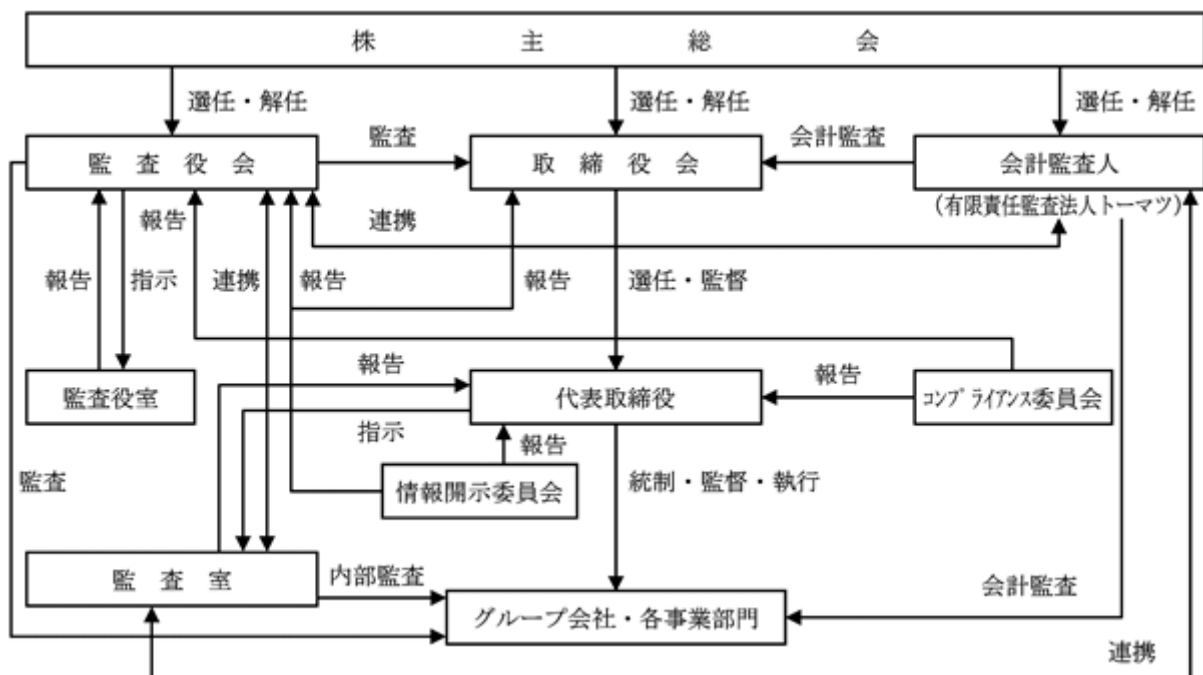 株主総会
選任・解任
選任・解任
選任・解任
監査役会
監査
取締役会
会計監査
会計監査人
(有限責任監査法人トーマツ)
報告
連携
報告
指示
連携
報告
報告
選任・監督
報告
監査役室
代表取締役
報告
コンプライアンス委員会
指示
報告
監査
情報開示委員会
統制・監督・執行
監査室
内部監査
会計監査
グループ会社・各事業部門
連携